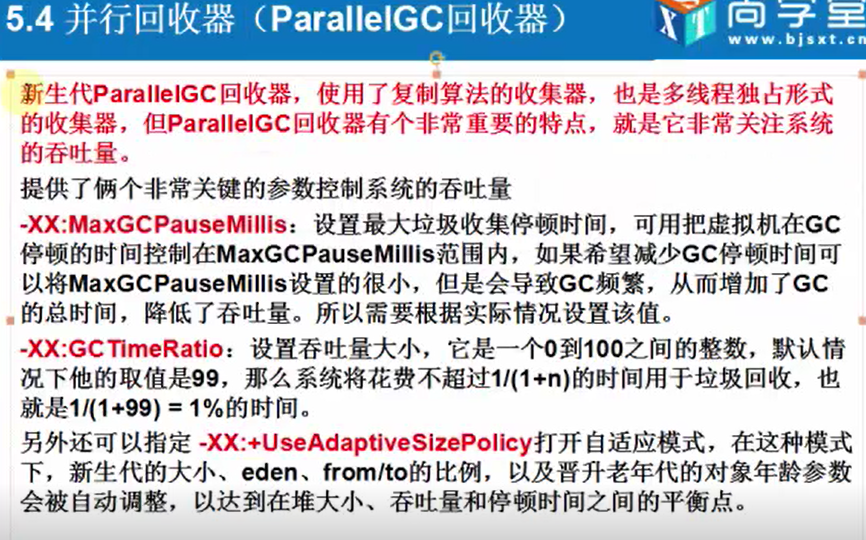 5.4 并行回收器（ParallelGC回收器）
尚学堂
www.bjsxt.cn
新生代ParallelGC回收器，使用了复制算法的收集器，也是多线程独占形式
的收集器，但ParallelGC回收器有个非常重要的特点，就是它非常关注系统
的吞吐量。
提供了俩个非常关键的参数控制系统的吞吐量
-XX:MaxGCPauseMillis：设置最大垃圾收集停顿时间，可用把虚拟机在GC
停顿的时间控制在MaxGCPauseMillis范围内，如果希望减少GC停顿时间可
以将MaxGCPauseMillis设置的很小，但是会导致GC频繁，从而增加了GC
的总时间，降低了吞吐量。所以需要根据实际情况设置该值。
-XX:GCTimeRatio：设置吞吐量大小，它是一个0到100之间的整数，默认情
况下他的取值是99，那么系统将花费不超过1/(1+n)的时间用于垃圾回收，也
就是1/(1+99) = 1%的时间。
另外还可以指定 -XX:+UseAdaptiveSizePolicy打开自适应模式，在这种模式
下，新生代的大小、eden、from/to的比例，以及晋升老年代的对象年龄参数
会被自动调整，以达到在堆大小、吞吐量和停顿时间之间的平衡点。